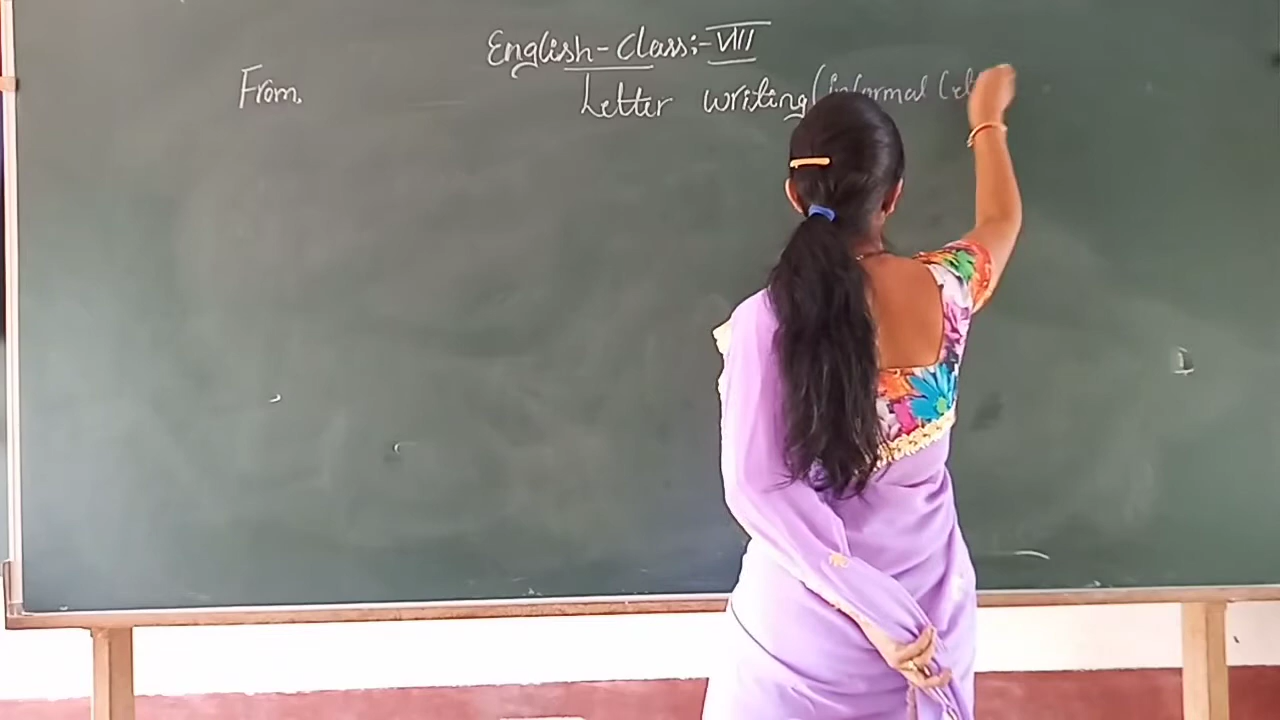 English - Class:- VIII
From, Letter writing (informal Let